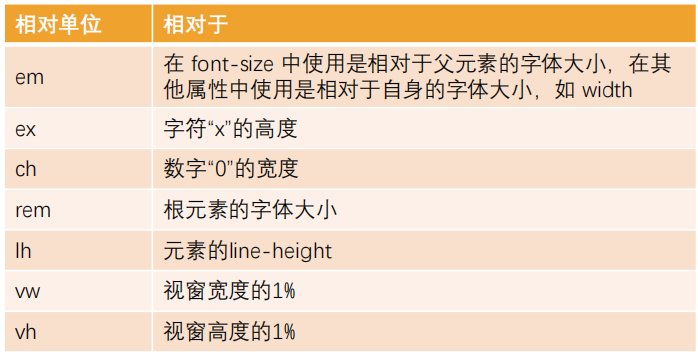 相对单位 相对于
em 在 font-size 中使用是相对于父元素的字体大小，在其
他属性中使用是相对于自身的字体大小，如 width
ex 字符“x”的高度
ch 数字“0”的宽度
rem 根元素的字体大小
lh 元素的line-height
vw 视窗宽度的1%
vh 视窗高度的1%